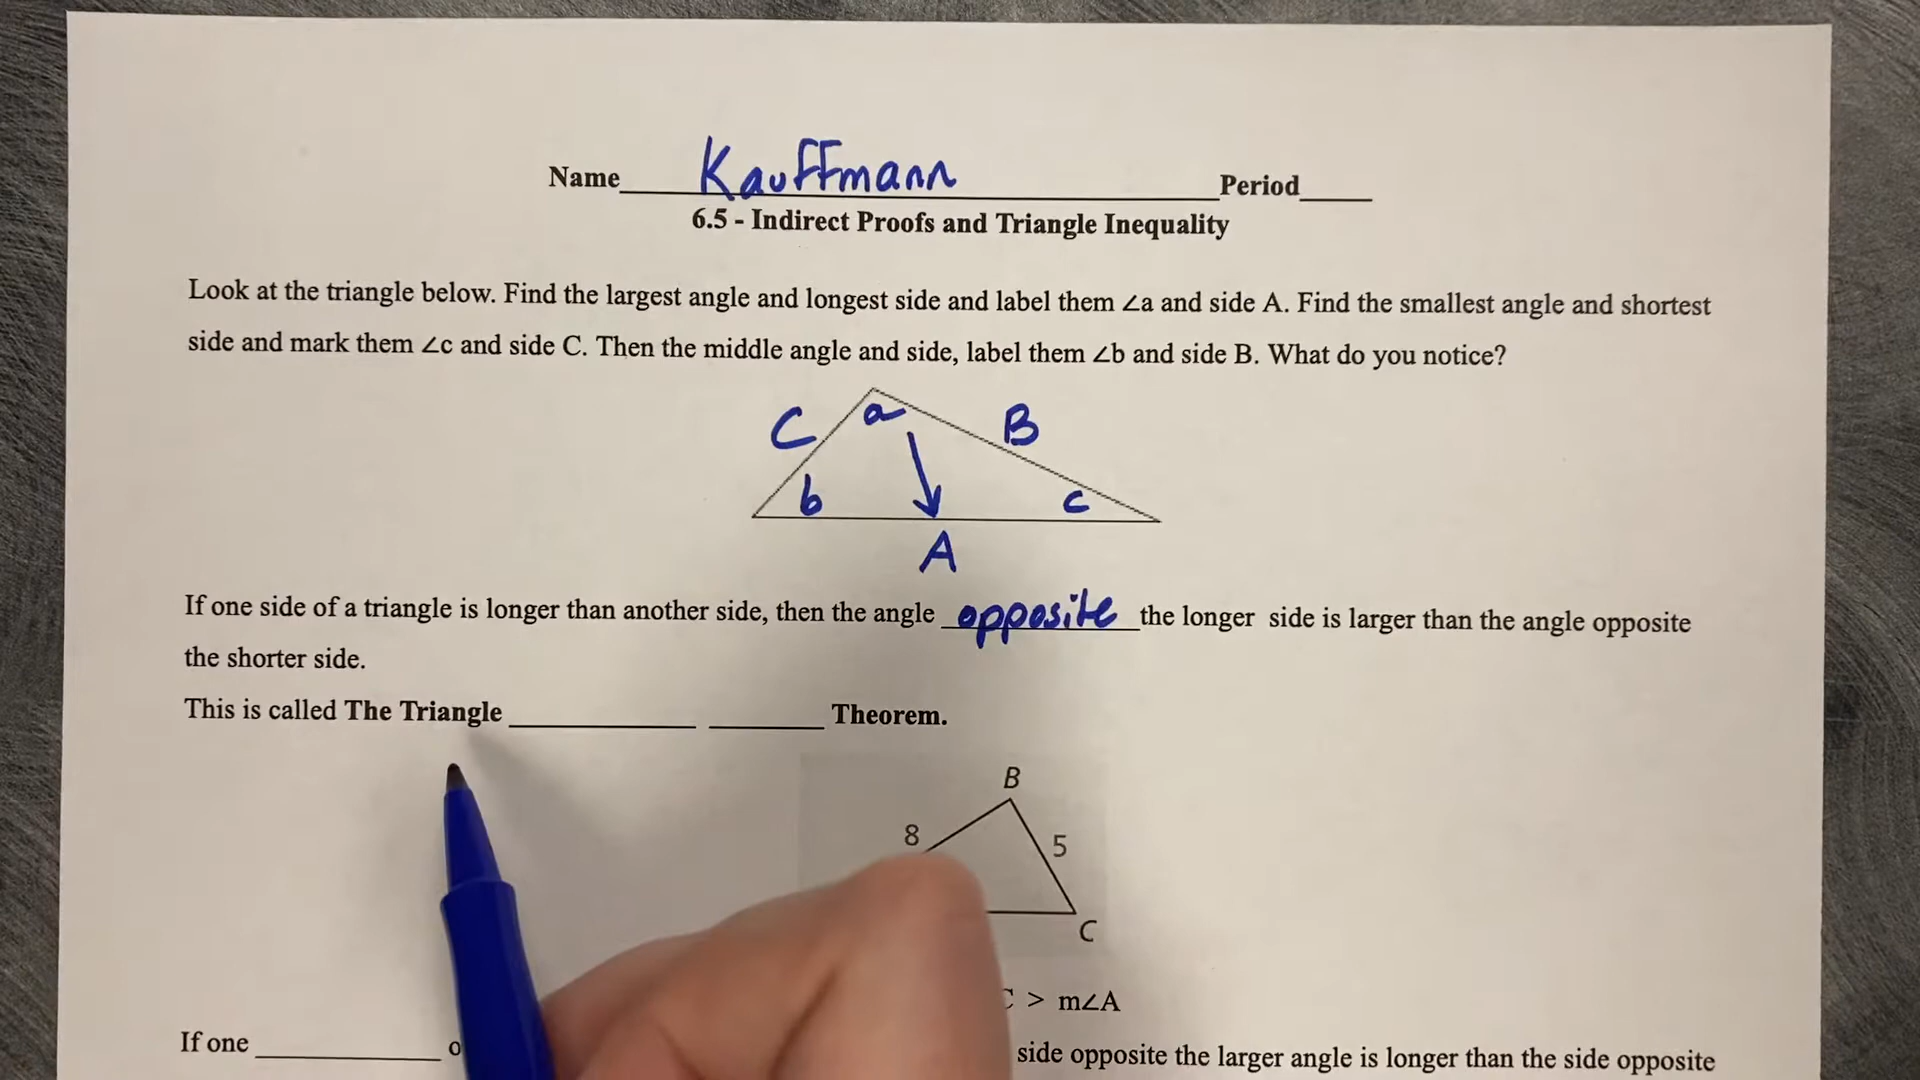 Name Kauffmann Period
6.5 - Indirect Proofs and Triangle Inequality
Look at the triangle below. Find the largest angle and longest side and label them ∠a and side A. Find the smallest angle and shortest
side and mark them ∠c and side C. Then the middle angle and side, label them ∠b and side B. What do you notice?
C a B
b c
A
If one side of a triangle is longer than another side, then the angle opposite the longer side is larger than the angle opposite
the shorter side.
This is called The Triangle ____ ____ Theorem.
B
8 5
C
> m∠A
If one ____ side opposite the larger angle is longer than the side opposite